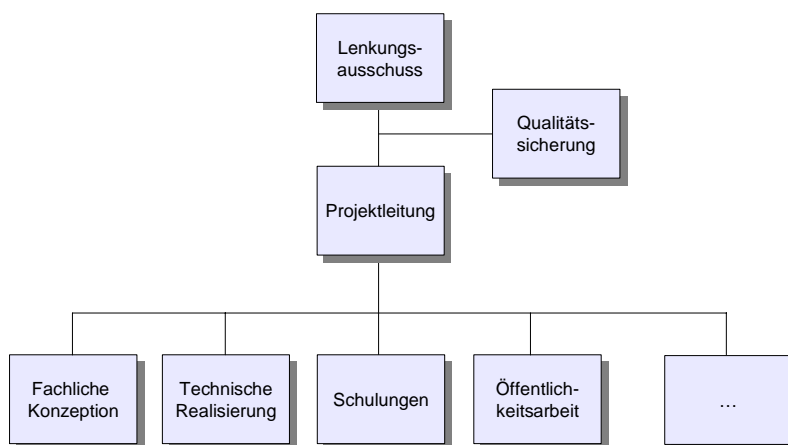 Lenkungs-
ausschuss
Qualitäts-
sicherung
Projektleitung
Fachliche
Konzeption
Technische
Realisierung
Schulungen
Öffentlich-
keitsarbeit
...